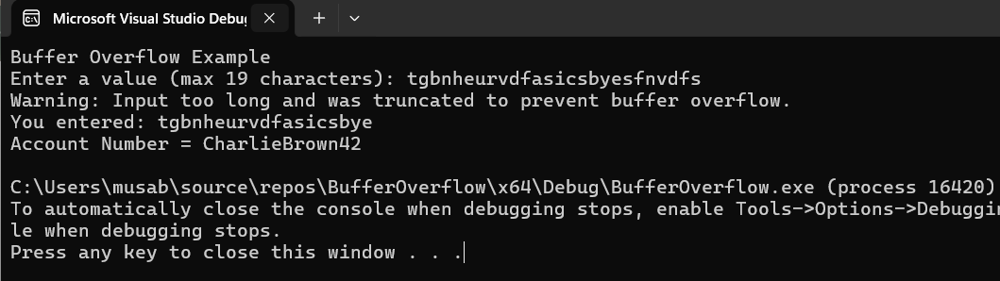 Microsoft Visual Studio Debu
Buffer Overflow Example
Enter a value (max 19 characters): tgbnheurvdfasicsbyesfnvdfs
Warning: Input too long and was truncated to prevent buffer overflow.
You entered: tgbnheurvdfasicsbye
Account Number = CharlieBrown42
C:\Users\musab\source\repos\BufferOverflow\x64\Debug\BufferOverflow.exe (process 16420)
To automatically close the console when debugging stops, enable Tools->Options->Debuggin
le when debugging stops.
Press any key to close this window . . .